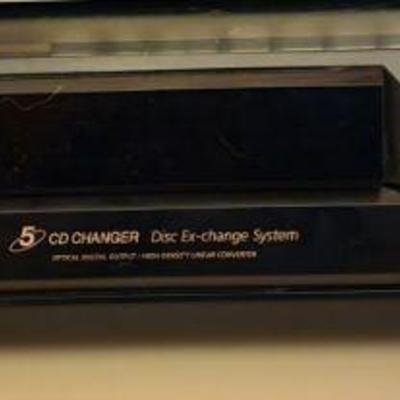 5 CD CHANGER Disc Ex-change System
OPTICAL DIGITAL OUTPUT / HIGH DENSITY LINEAR CONVERTER